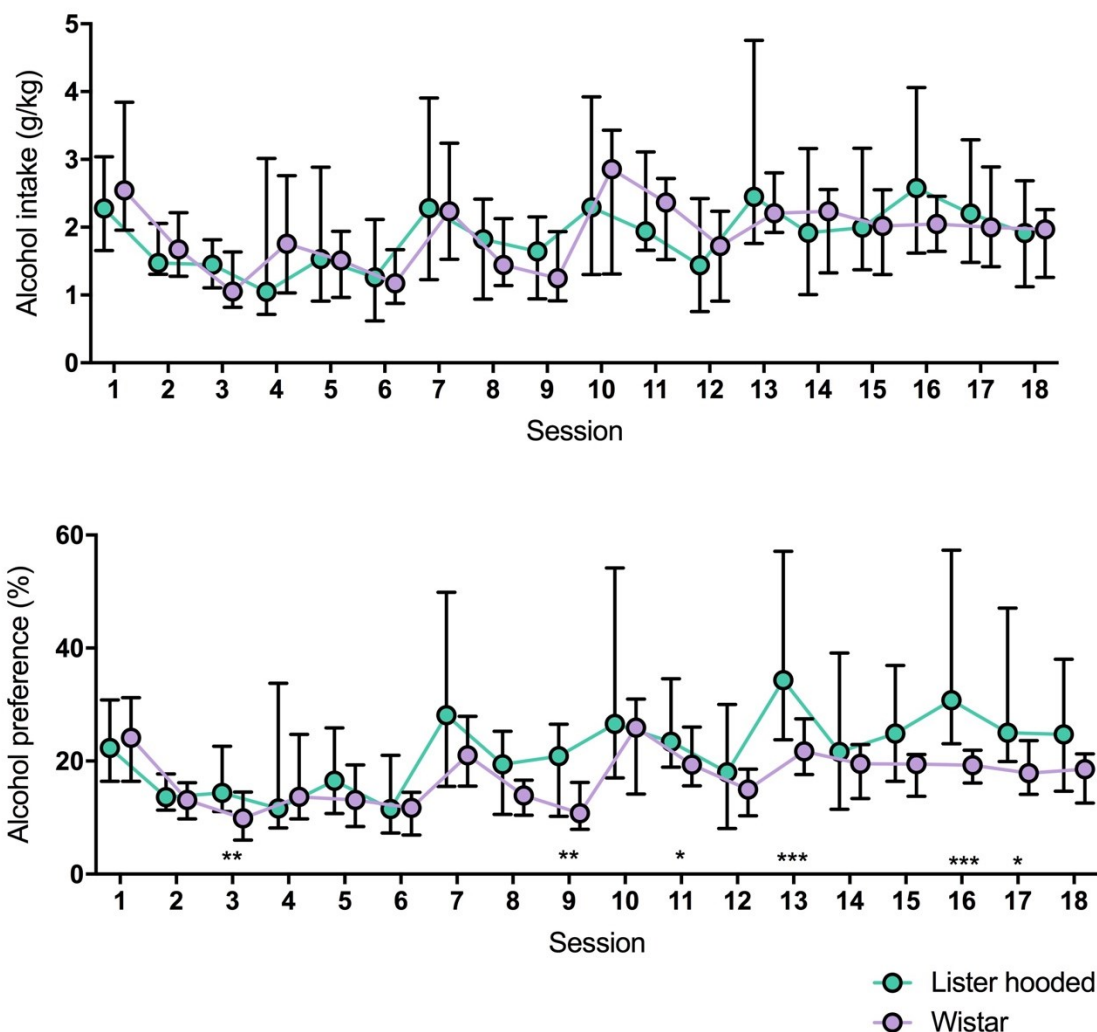 5
4
3
2
1
0
Alcohol intake (g/kg)
1 2 3 4 5 6 7 8 9 10 11 12 13 14 15 16 17 18
Session
60
40
20
0
Alcohol preference (%)
** ** * *** *** *
1 2 3 4 5 6 7 8 9 10 11 12 13 14 15 16 17 18
Session
Lister hooded
Wistar